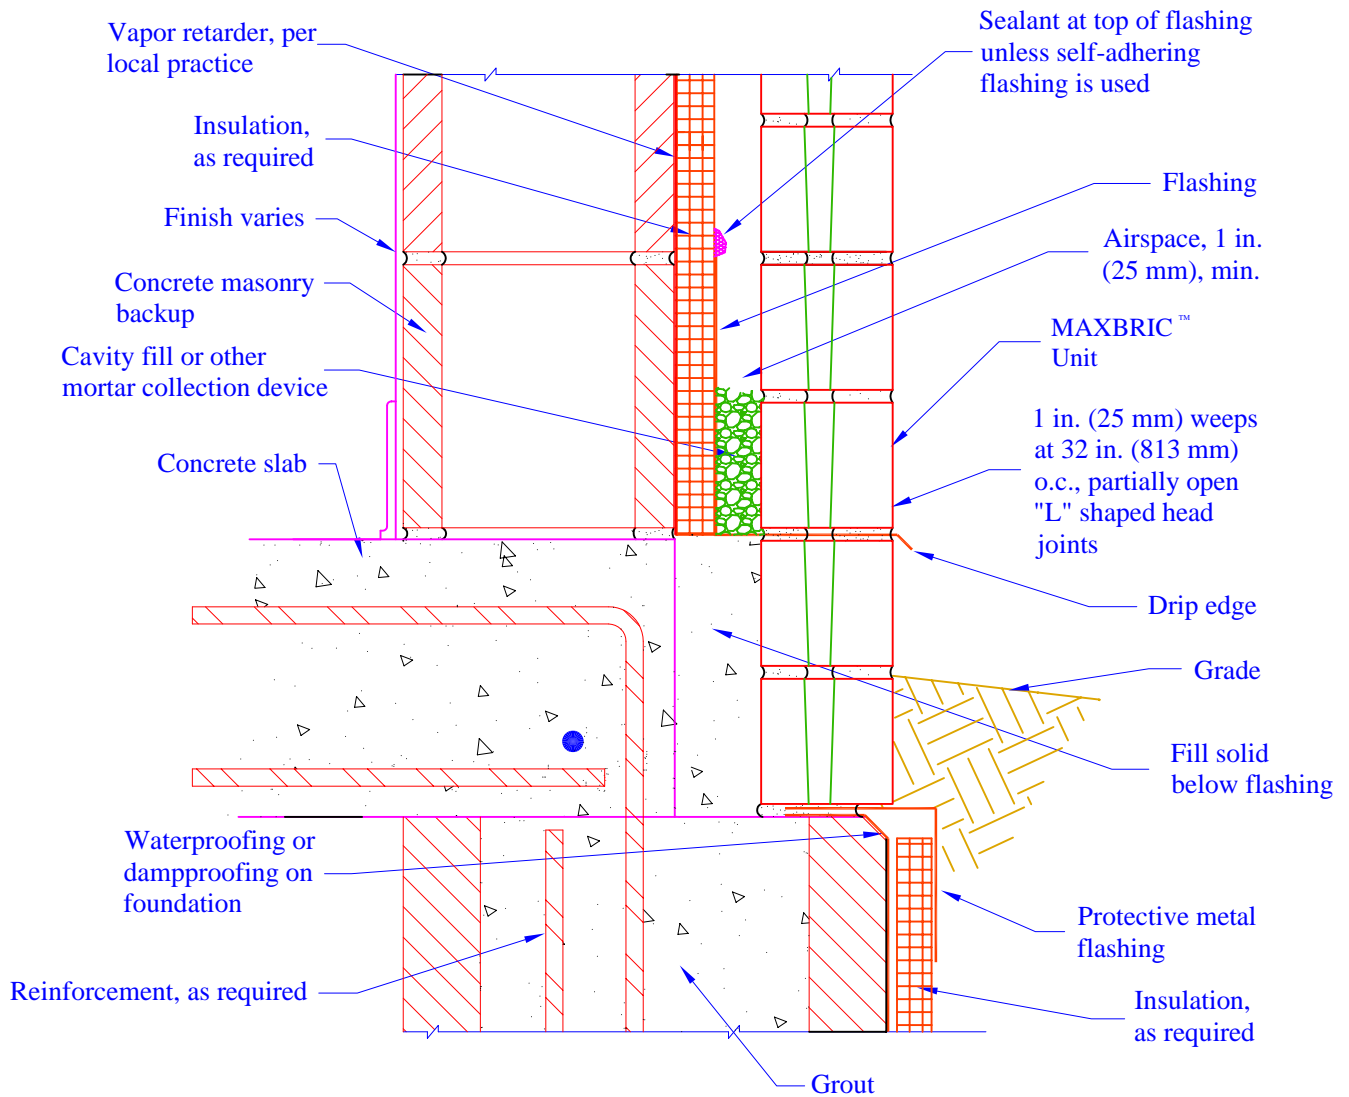 Vapor retarder, per
local practice
Sealant at top of flashing
unless self-adhering
flashing is used
Insulation,
as required
Flashing
Finish varies
Airspace, 1 in.
(25 mm), min.
Concrete masonry
backup
MAXBRIC ™
Unit
Cavity fill or other
mortar collection device
1 in. (25 mm) weeps
at 32 in. (813 mm)
o.c., partially open
"L" shaped head
joints
Concrete slab
Drip edge
Grade
Fill solid
below flashing
Waterproofing or
dampproofing on
foundation
Protective metal
flashing
Reinforcement, as required
Insulation,
as required
Grout